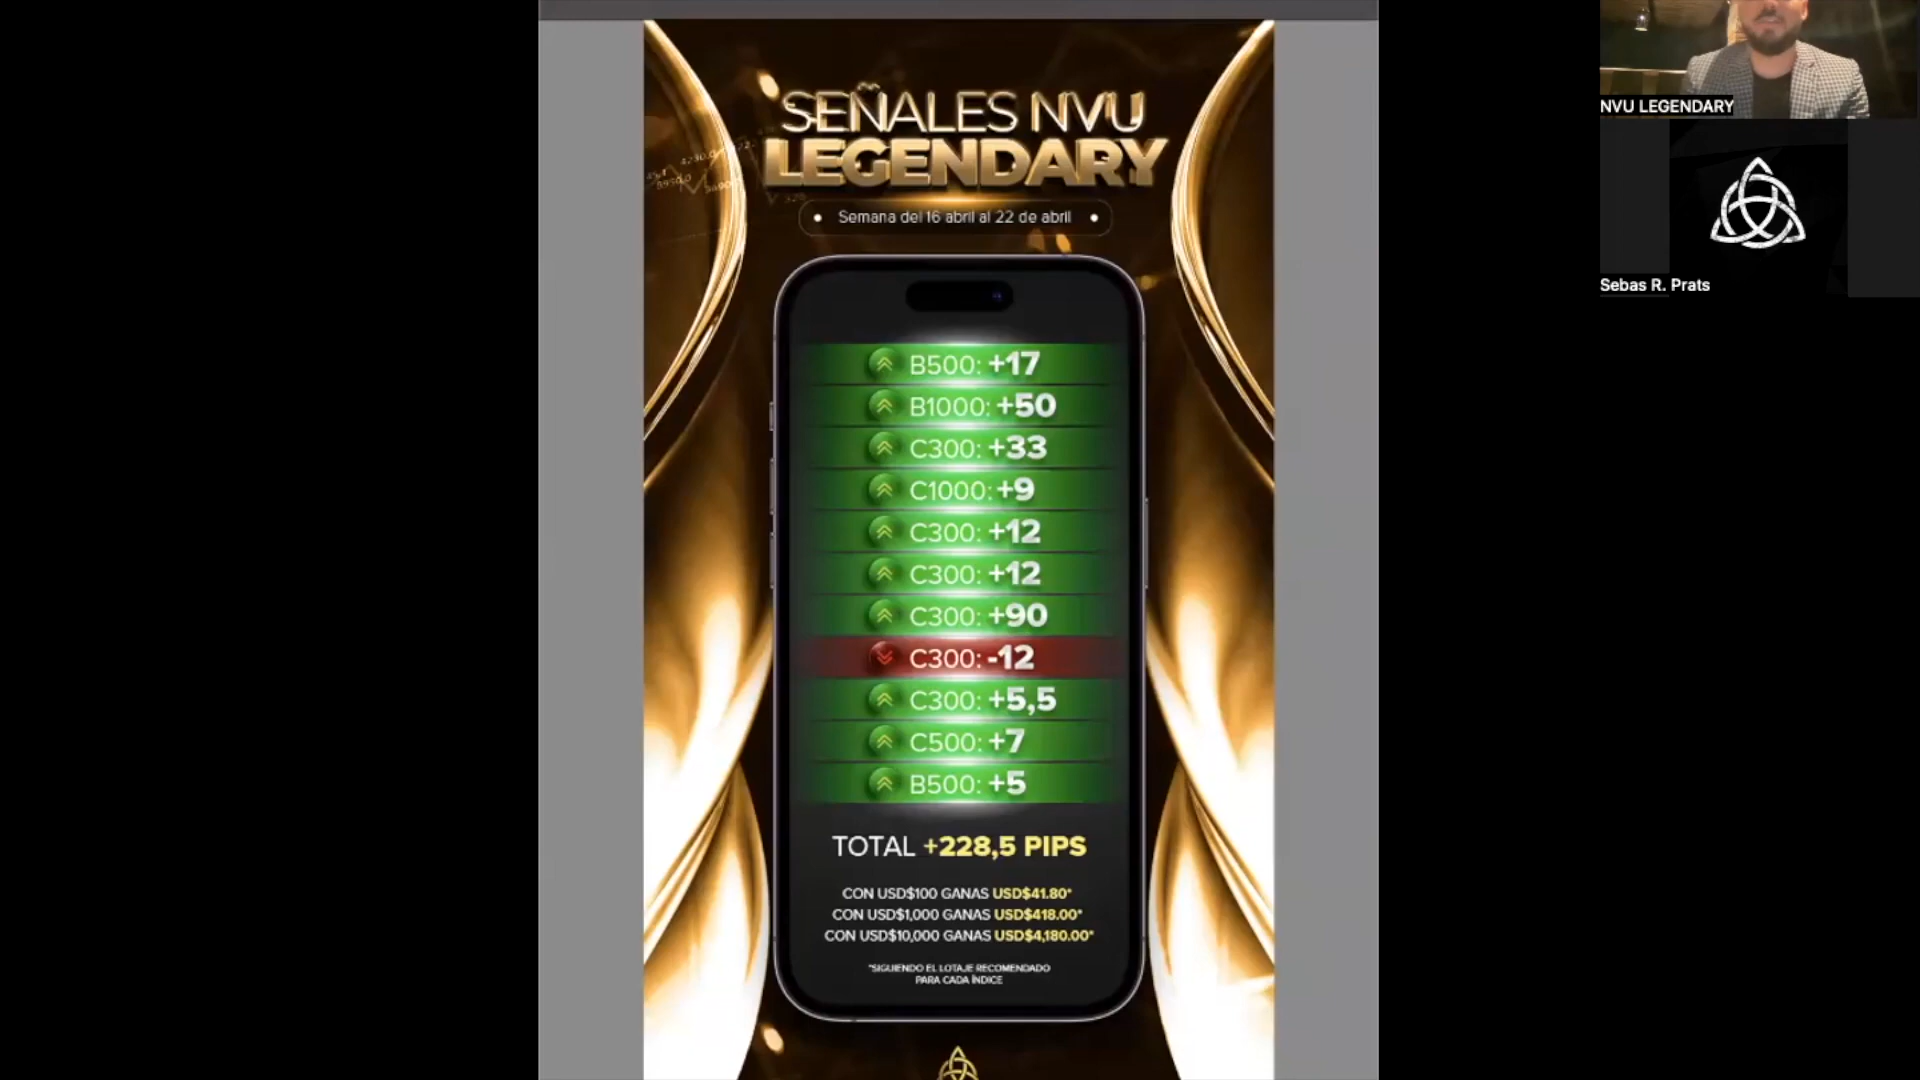 SEÑALES NVU
LEGENDARY
• Semana del 16 abril al 22 de abril •
B500: +17
B1000: +50
C300: +33
C1000: +9
C300: +12
C300: +12
C300: +90
C300: -12
C300: +5,5
C500: +7
B500: +5
TOTAL +228,5 PIPS
CON USD$100 GANAS USD$41.80*
CON USD$1,000 GANAS USD$418.00*
CON USD$10,000 GANAS USD$4,180.00*
*SIGUIENDO EL LOTAJE RECOMENDADO
PARA CADA ÍNDICE
NVU LEGENDARY
Sebas R. Prats